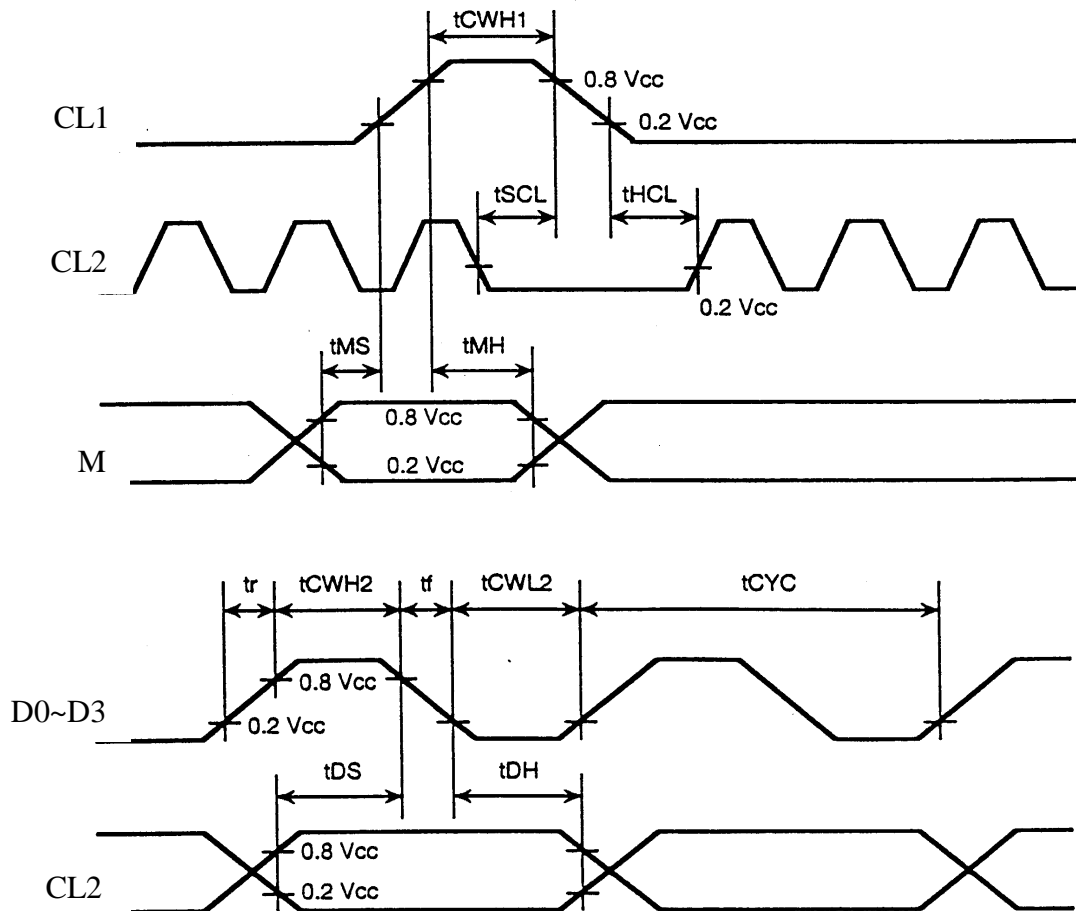 tCWH1
0.8 Vcc
CL1
0.2 Vcc
tSCL
tHCL
CL2
0.2 Vcc
tMS
tMH
0.8 Vcc
M
0.2 Vcc
tr
tCWH2
tf
tCWL2
tCYC
0.8 Vcc
D0~D3
0.2 Vcc
tDS
tDH
0.8 Vcc
CL2
0.2 Vcc